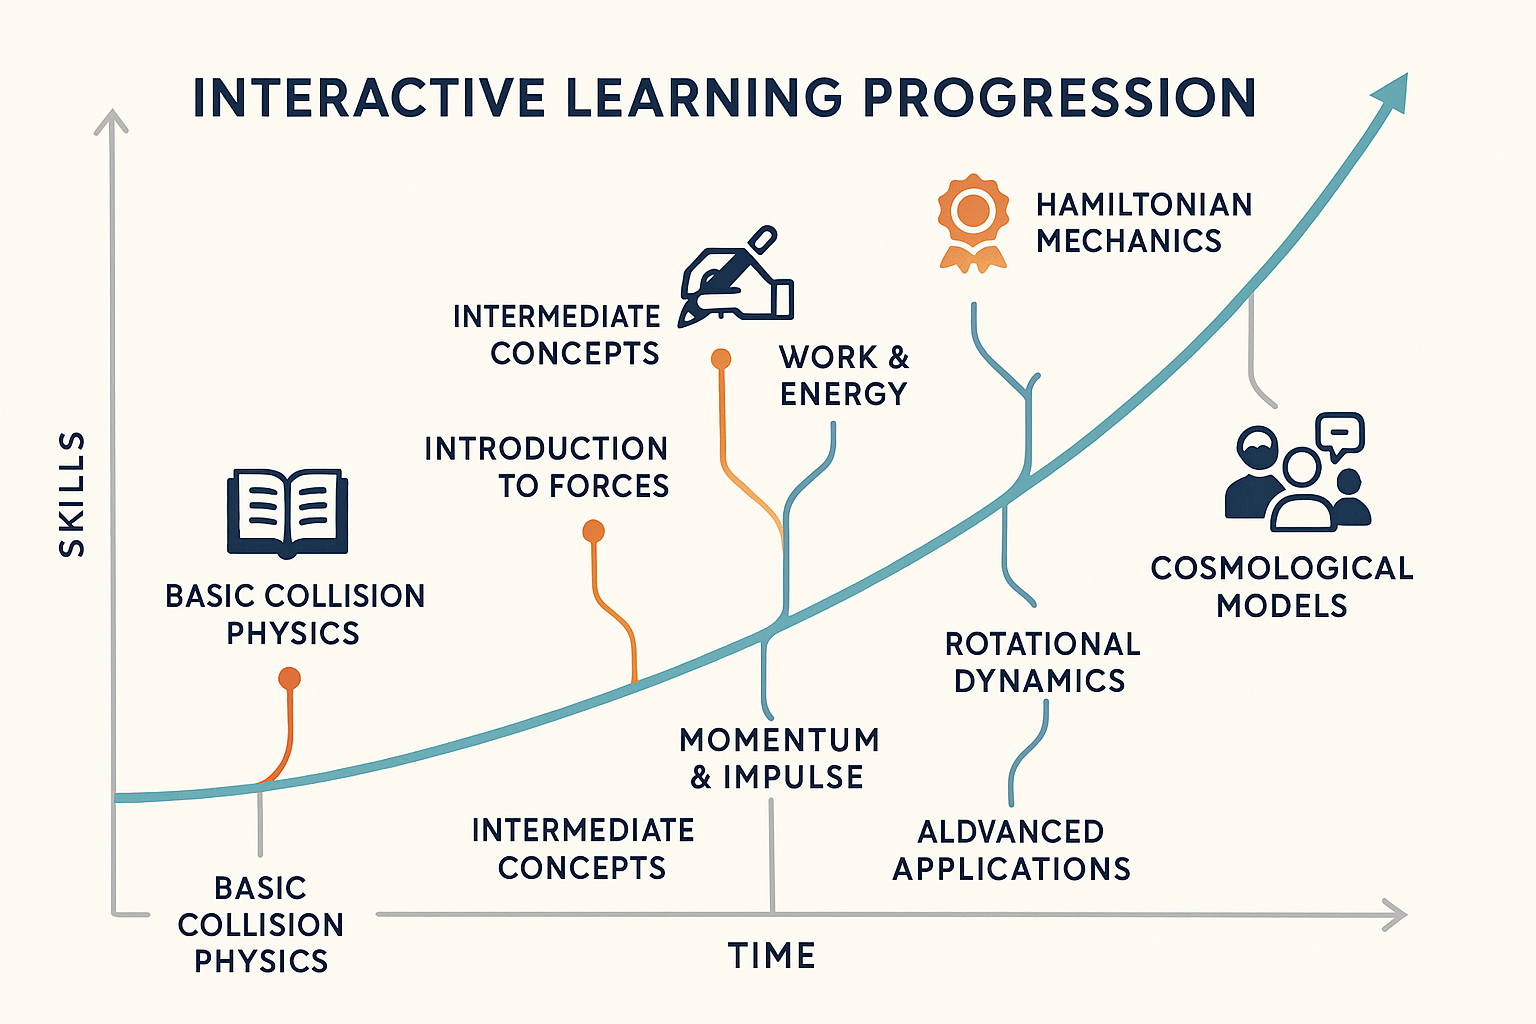 INTERACTIVE LEARNING PROGRESSION
HAMILTONIAN
MECHANICS
INTERMEDIATE
CONCEPTS
WORK &
ENERGY
INTRODUCTION
TO FORCES
SKILLS
BASIC COLLISION
PHYSICS
COSMOLOGICAL
MODELS
ROTATIONAL
DYNAMICS
MOMENTUM
& IMPULSE
INTERMEDIATE
CONCEPTS
ALDVANCED
APPLICATIONS
BASIC
COLLISION
PHYSICS
TIME